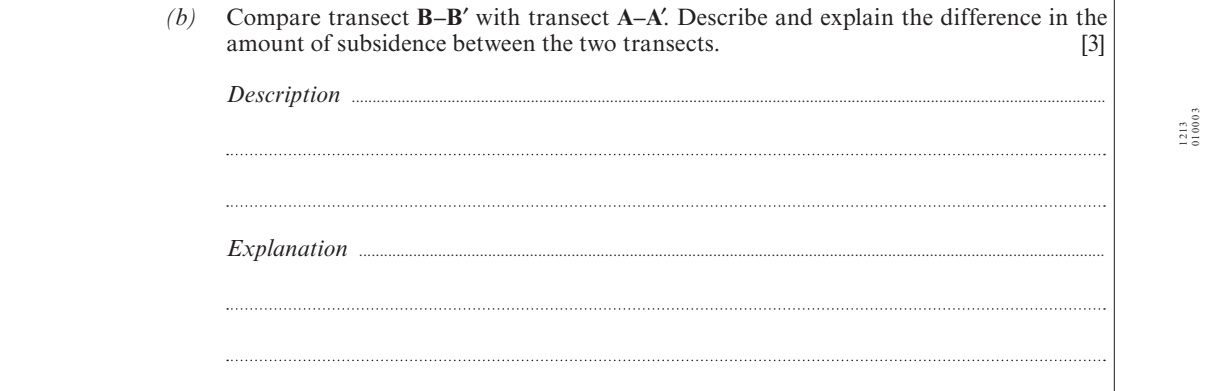 (b) Compare transect B–B′ with transect A–A′. Describe and explain the difference in the
amount of subsidence between the two transects. [3]
Description
Explanation
1213
010003